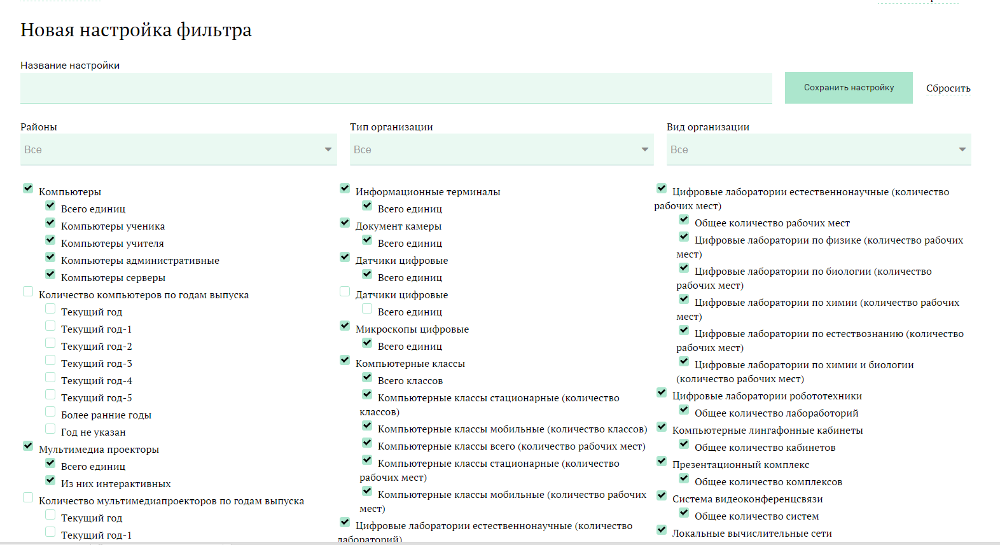 Новая настройка фильтра
Название настройки
Сохранить настройку
Сбросить
Районы
Тип организации
Вид организации
Все
Все
Все
Компьютеры
Всего единиц
Компьютеры ученика
Компьютеры учителя
Компьютеры административные
Компьютеры серверы
Количество компьютеров по годам выпуска
Текущий год
Текущий год-1
Текущий год-2
Текущий год-3
Текущий год-4
Текущий год-5
Более ранние годы
Год не указан
Мультимедиа проекторы
Всего единиц
Из них интерактивных
Количество мультимедиапроекторов по годам выпуска
Текущий год
Текущий год-1
Информационные терминалы
Всего единиц
Документ камеры
Всего единиц
Датчики цифровые
Всего единиц
Датчики цифровые
Всего единиц
Микроскопы цифровые
Всего единиц
Компьютерные классы
Всего классов
Компьютерные классы стационарные (количество
классов)
Компьютерные классы мобильные (количество классов)
Компьютерные классы всего (количество рабочих мест)
Компьютерные классы стационарные (количество
рабочих мест)
Компьютерные классы мобильные (количество рабочих
мест)
Цифровые лаборатории естественнонаучные (количество
лабораторий)
Цифровые лаборатории естественнонаучные (количество
рабочих мест)
Общее количество рабочих мест
Цифровые лаборатории по физике (количество рабочих
мест)
Цифровые лаборатории по биологии (количество
рабочих мест)
Цифровые лаборатории по химии (количество рабочих
мест)
Цифровые лаборатории по естествознанию (количество
рабочих мест)
Цифровые лаборатории по химии и биологии
(количество рабочих мест)
Цифровые лаборатории робототехники
Общее количество лабораборий
Компьютерные лингафонные кабинеты
Общее количество кабинетов
Презентационный комплекс
Общее количество комплексов
Система видеоконференцсвязи
Общее количество систем
Локальные вычислительные сети